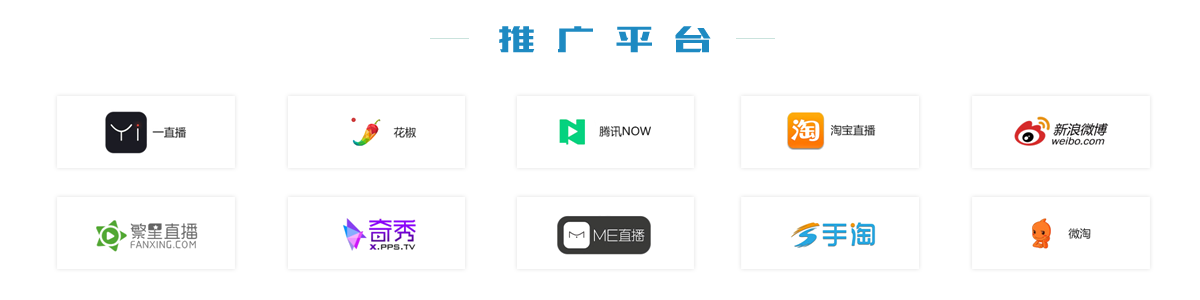 推广平台
Yi 一直播
花椒
腾讯NOW
淘 淘宝直播
新浪微博
weibo.com
繁星直播
FANXING.COM
奇秀
X.PPS.TV
ME直播
手淘
微淘